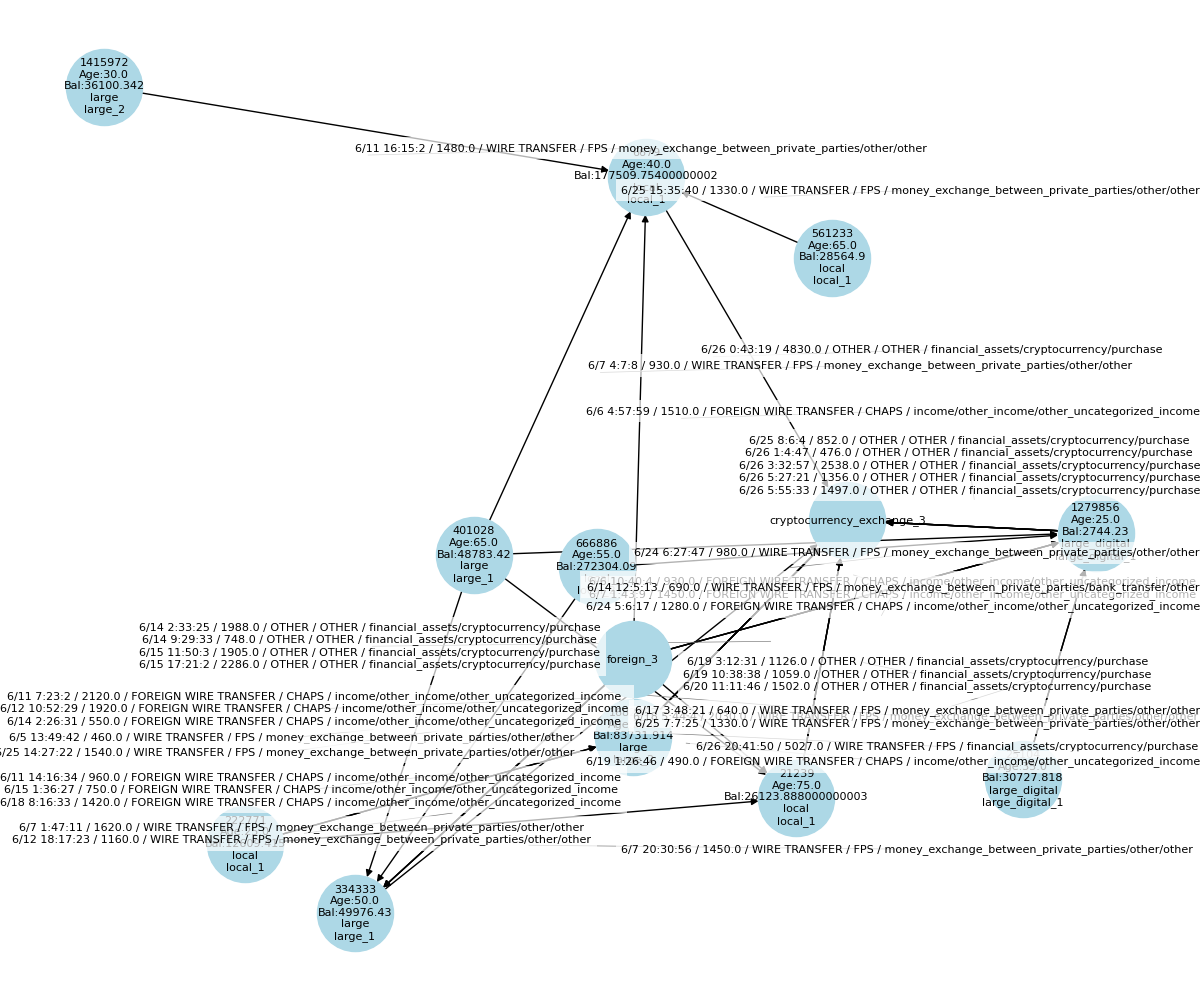 1415972
Age:30.0
Bal:36100.342
large
large_2
6/11 16:15:2 / 1480.0 / WIRE TRANSFER / FPS / money_exchange_between_private_parties/other/other
Age:40.0
Bal:177509.75400000002
6/25 15:35:40 / 1330.0 / WIRE TRANSFER / FPS / money_exchange_between_private_parties/other/other
local_1
561233
Age:65.0
Bal:28564.9
local
local_1
6/26 0:43:19 / 4830.0 / OTHER / OTHER / financial_assets/cryptocurrency/purchase
6/7 4:7:8 / 930.0 / WIRE TRANSFER / FPS / money_exchange_between_private_parties/other/other
6/6 4:57:59 / 1510.0 / FOREIGN WIRE TRANSFER / CHAPS / income/other_income/other_uncategorized_income
6/25 8:6:4 / 852.0 / OTHER / OTHER / financial_assets/cryptocurrency/purchase
6/26 1:4:47 / 476.0 / OTHER / OTHER / financial_assets/cryptocurrency/purchase
6/26 3:32:57 / 2538.0 / OTHER / OTHER / financial_assets/cryptocurrency/purchase
6/26 5:27:21 / 1356.0 / OTHER / OTHER / financial_assets/cryptocurrency/purchase
6/26 5:55:33 / 1497.0 / OTHER / OTHER / financial_assets/cryptocurrency/purchase
cryptocurrency_exchange_3
1279856
Age:25.0
Bal:2744.23
large_digital
large_digital_1
401028
Age:65.0
Bal:48783.42
large
large_1
666886
Age:55.0
Bal:272304.09
6/24 6:27:47 / 980.0 / WIRE TRANSFER / FPS / money_exchange_between_private_parties/other/other
6/6 10:40:4 / 930.0 / FOREIGN WIRE TRANSFER / CHAPS / income/other_income/other_uncategorized_income
6/14 12:5:13 / 690.0 / WIRE TRANSFER / FPS / money_exchange_between_private_parties/bank_transfer/other
6/7 1:43:9 / 1450.0 / FOREIGN WIRE TRANSFER / CHAPS / income/other_income/other_uncategorized_income
6/24 5:6:17 / 1280.0 / FOREIGN WIRE TRANSFER / CHAPS / income/other_income/other_uncategorized_income
6/14 2:33:25 / 1988.0 / OTHER / OTHER / financial_assets/cryptocurrency/purchase
6/14 9:29:33 / 748.0 / OTHER / OTHER / financial_assets/cryptocurrency/purchase
6/15 11:50:3 / 1905.0 / OTHER / OTHER / financial_assets/cryptocurrency/purchase
6/15 17:21:2 / 2286.0 / OTHER / OTHER / financial_assets/cryptocurrency/purchase
foreign_3
6/19 3:12:31 / 1126.0 / OTHER / OTHER / financial_assets/cryptocurrency/purchase
6/19 10:38:38 / 1059.0 / OTHER / OTHER / financial_assets/cryptocurrency/purchase
6/20 11:11:46 / 1502.0 / OTHER / OTHER / financial_assets/cryptocurrency/purchase
6/11 7:23:2 / 2120.0 / FOREIGN WIRE TRANSFER / CHAPS / income/other_income/other_uncategorized_income
6/12 10:52:29 / 1920.0 / FOREIGN WIRE TRANSFER / CHAPS / income/other_income/other_uncategorized_income
6/14 2:26:31 / 550.0 / FOREIGN WIRE TRANSFER / CHAPS / income/other_income/other_uncategorized_income
6/17 3:48:21 / 640.0 / WIRE TRANSFER / FPS / money_exchange_between_private_parties/other/other
6/25 7:7:25 / 1330.0 / WIRE TRANSFER / FPS / money_exchange_between_private_parties/other/other
6/5 13:49:42 / 460.0 / WIRE TRANSFER / FPS / money_exchange_between_private_parties/other/other
Bal:83731.914
large
6/25 14:27:22 / 1540.0 / WIRE TRANSFER / FPS / money_exchange_between_private_parties/other/other
6/26 20:41:50 / 5027.0 / WIRE TRANSFER / FPS / financial_assets/cryptocurrency/purchase
6/19 1:26:46 / 490.0 / FOREIGN WIRE TRANSFER / CHAPS / income/other_income/other_uncategorized_income
6/11 14:16:34 / 960.0 / FOREIGN WIRE TRANSFER / CHAPS / income/other_income/other_uncategorized_income
6/15 1:36:27 / 750.0 / FOREIGN WIRE TRANSFER / CHAPS / income/other_income/other_uncategorized_income
6/18 8:16:33 / 1420.0 / FOREIGN WIRE TRANSFER / CHAPS / income/other_income/other_uncategorized_income
21239
Age:75.0
Bal:26123.888000000003
local
local_1
Bal:30727.818
large_digital
large_digital_1
6/7 1:47:11 / 1620.0 / WIRE TRANSFER / FPS / money_exchange_between_private_parties/other/other
6/12 18:17:23 / 1160.0 / WIRE TRANSFER / FPS / money_exchange_between_private_parties/other/other
local
local_1
6/7 20:30:56 / 1450.0 / WIRE TRANSFER / FPS / money_exchange_between_private_parties/other/other
334333
Age:50.0
Bal:49976.43
large
large_1